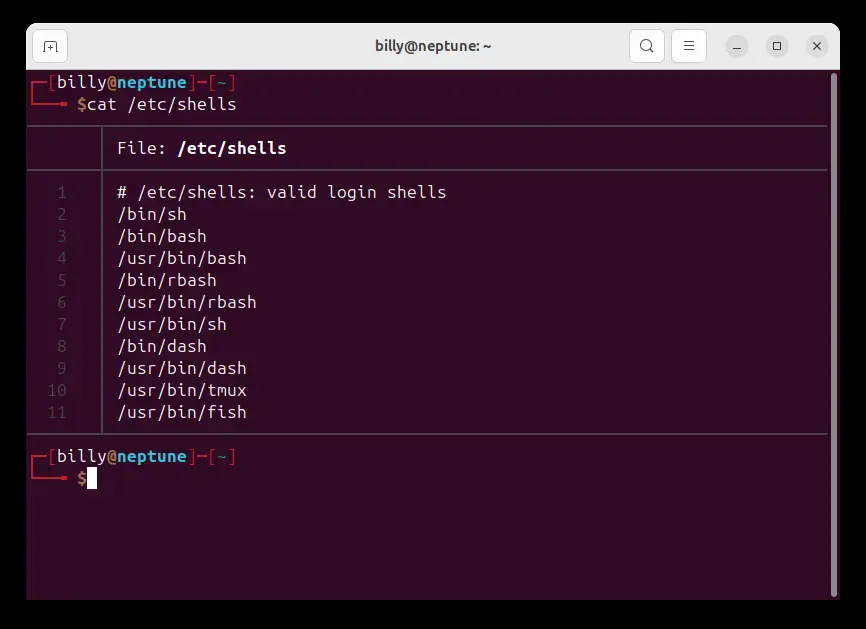 billy@neptune: ~
[billy@neptune]-[~]
$cat /etc/shells
File: /etc/shells
1 # /etc/shells: valid login shells
2 /bin/sh
3 /bin/bash
4 /usr/bin/bash
5 /bin/rbash
6 /usr/bin/rbash
7 /usr/bin/sh
8 /bin/dash
9 /usr/bin/dash
10 /usr/bin/tmux
11 /usr/bin/fish
[billy@neptune]-[~]
$